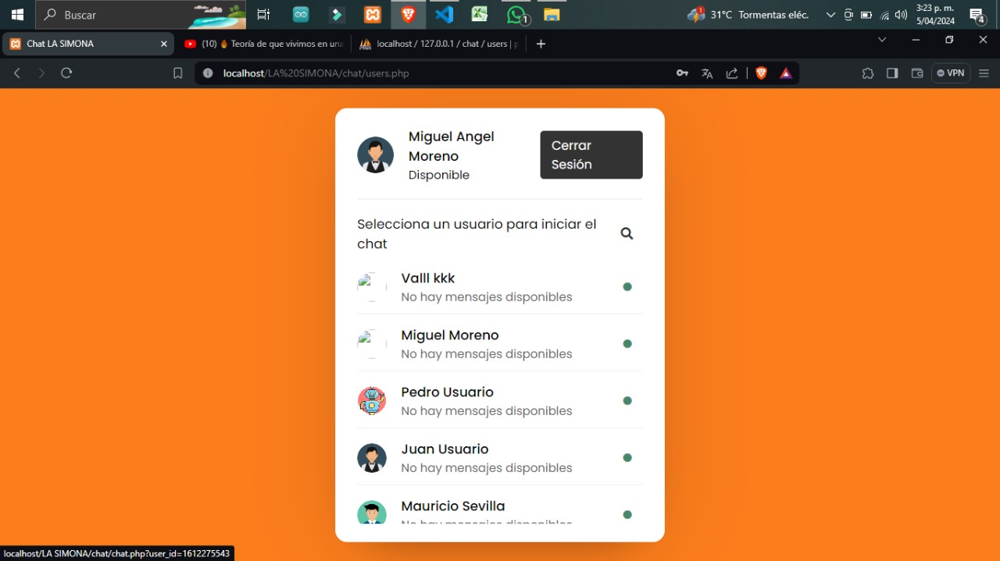 Buscar
1
31°C Tormentas eléc.
3:23 p. m.
5/04/2024
4
Chat LA SIMONA
(10) 🔥 Teoría de que vivimos en una
localhost / 127.0.0.1 / chat / users | p
localhost/LA%20SIMONA/chat/users.php
VPN
Miguel Angel
Moreno
Disponible
Cerrar
Sesión
Selecciona un usuario para iniciar el
chat
Valll kkk
No hay mensajes disponibles
Miguel Moreno
No hay mensajes disponibles
Pedro Usuario
No hay mensajes disponibles
Juan Usuario
No hay mensajes disponibles
Mauricio Sevilla
No hay mensajes disponibles
localhost/LA SIMONA/chat/chat.php?user_id=1612275543